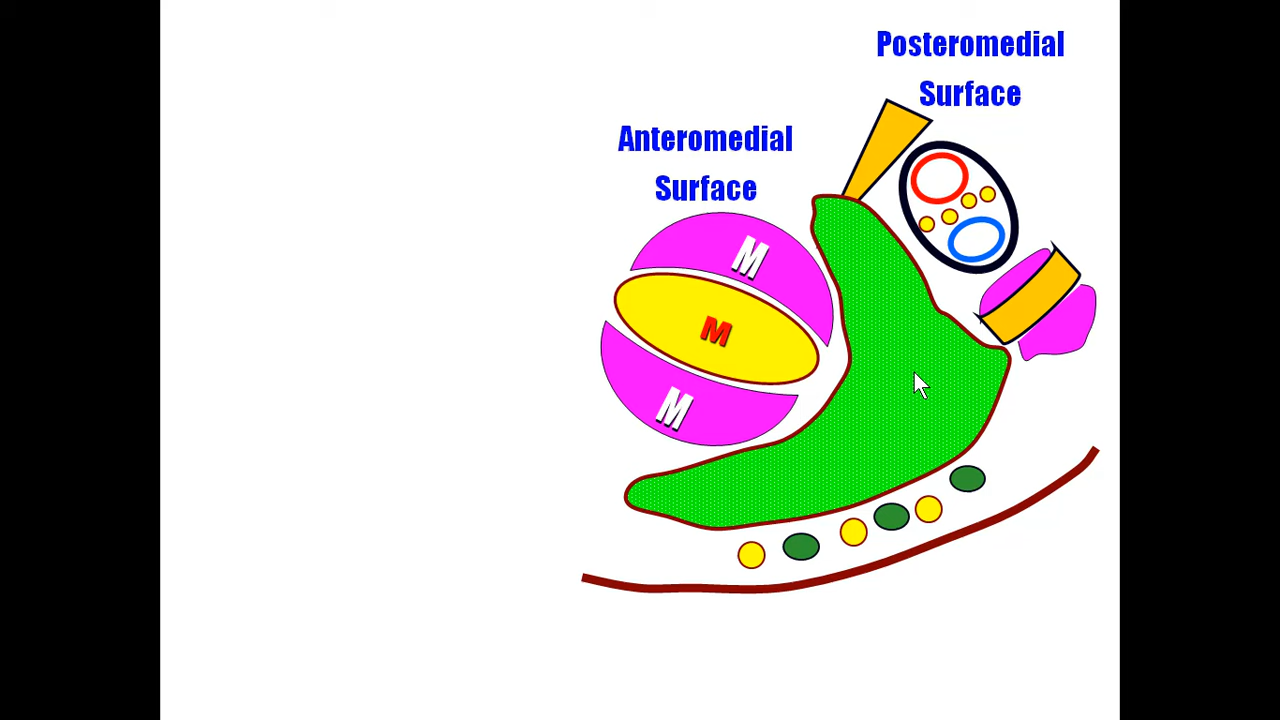 Posteromedial
Surface
Anteromedial
Surface
M
M
M